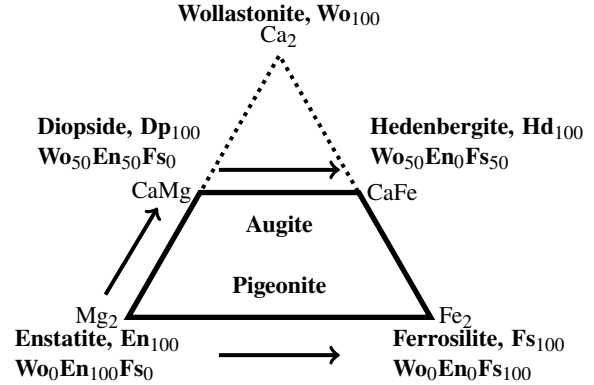 Wollastonite, Wo₁₀₀
Ca₂
Diopside, Dp₁₀₀
Wo₅₀En₅₀Fs₀
CaMg
Hedenbergite, Hd₁₀₀
Wo₅₀En₀Fs₅₀
CaFe
Augite
Pigeonite
Mg₂
Enstatite, En₁₀₀
Wo₀En₁₀₀Fs₀
Fe₂
Ferrosilite, Fs₁₀₀
Wo₀En₀Fs₁₀₀